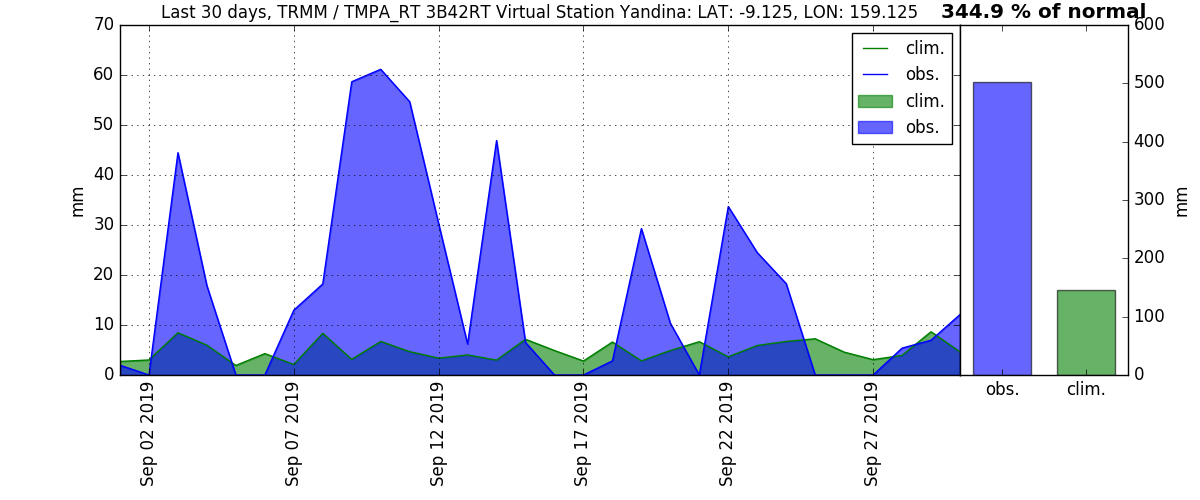 Last 30 days, TRMM / TMPA_RT 3B42RT Virtual Station Yandina: LAT: -9.125, LON: 159.125
344.9 % of normal
70
60
50
40
30
20
10
0
mm
clim.
obs.
clim.
obs.
Sep 02 2019
Sep 07 2019
Sep 12 2019
Sep 17 2019
Sep 22 2019
Sep 27 2019
600
500
400
300
200
100
0
mm
obs.
clim.